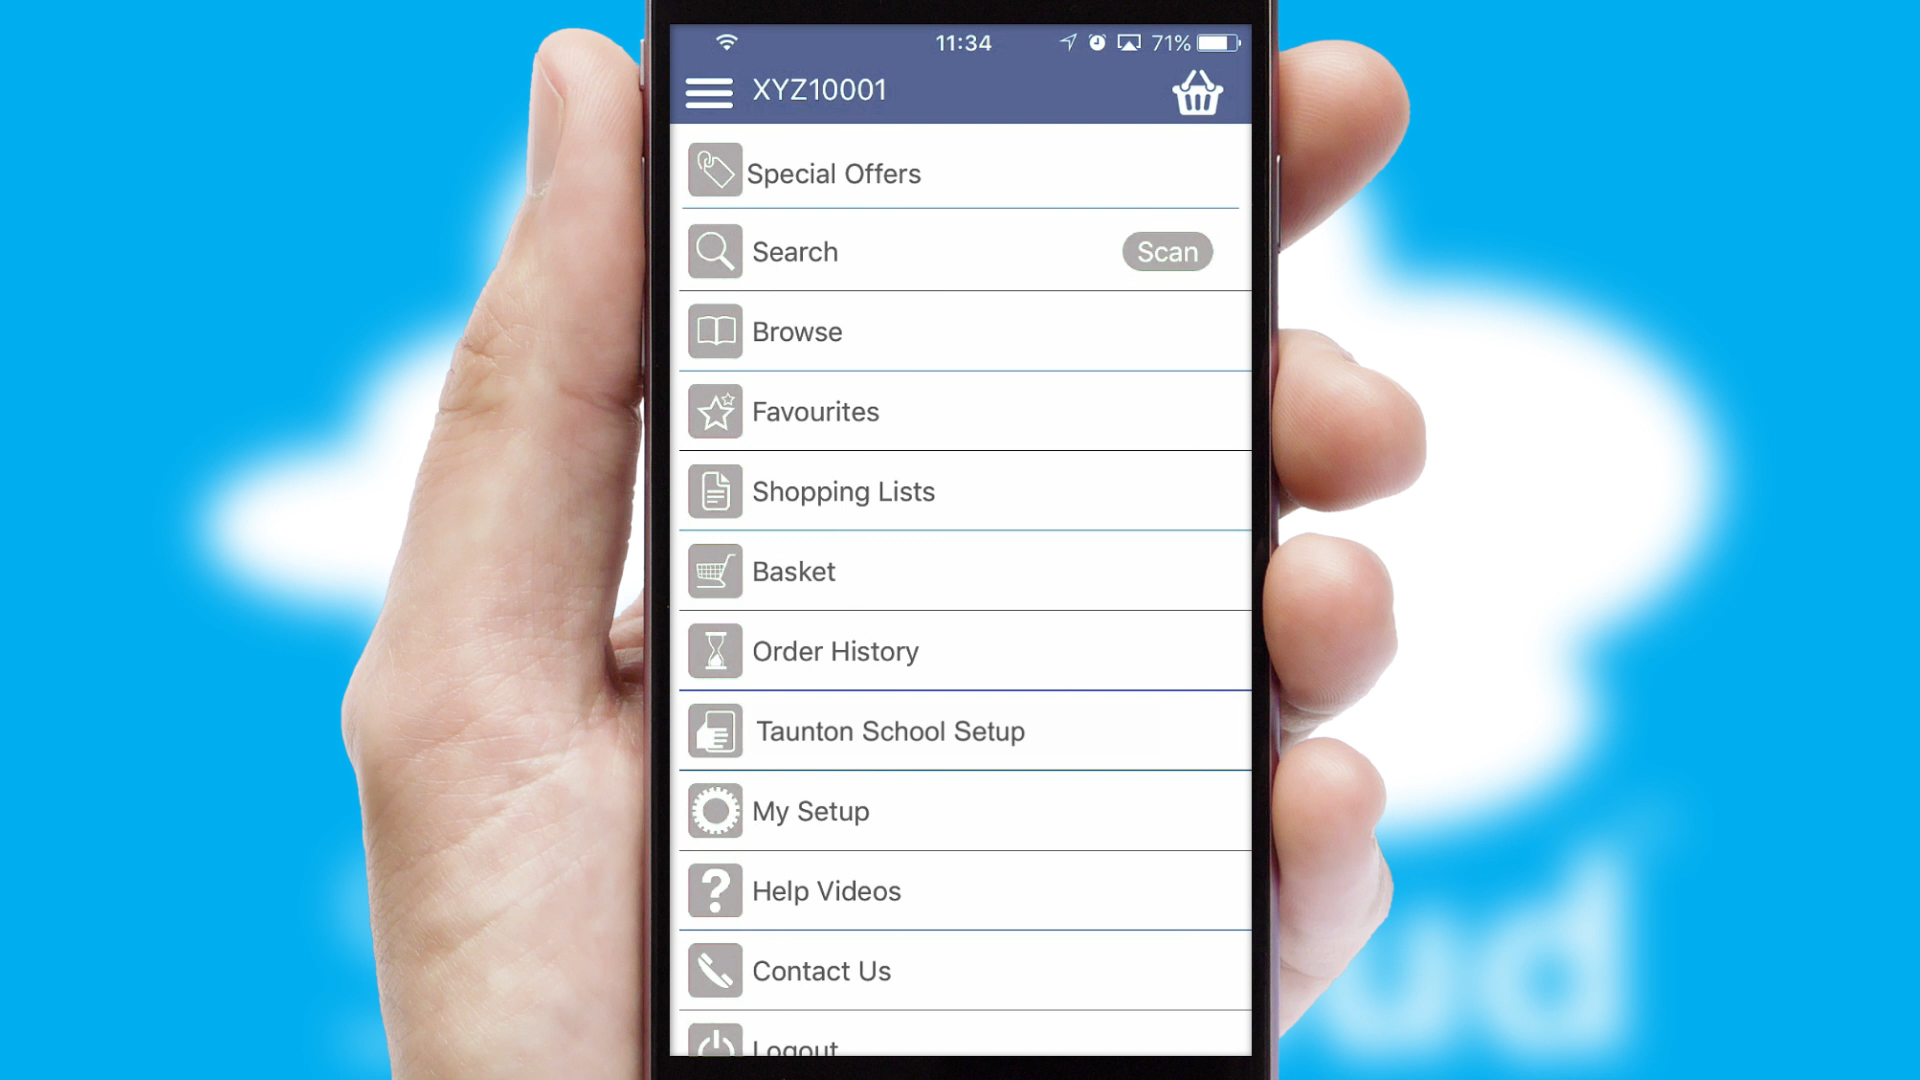 11:34
71%
XYZ10001
Special Offers
Search
Scan
Browse
Favourites
Shopping Lists
Basket
Order History
Taunton School Setup
My Setup
Help Videos
Contact Us
Logout
ud